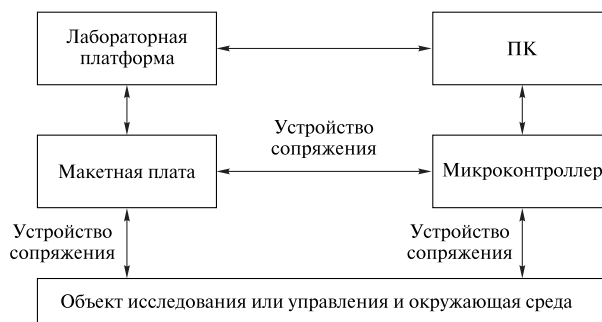 Лабораторная
платформа
ПК
Устройство
сопряжения
Макетная плата
Микроконтроллер
Устройство
сопряжения
Устройство
сопряжения
Объект исследования или управления и окружающая среда